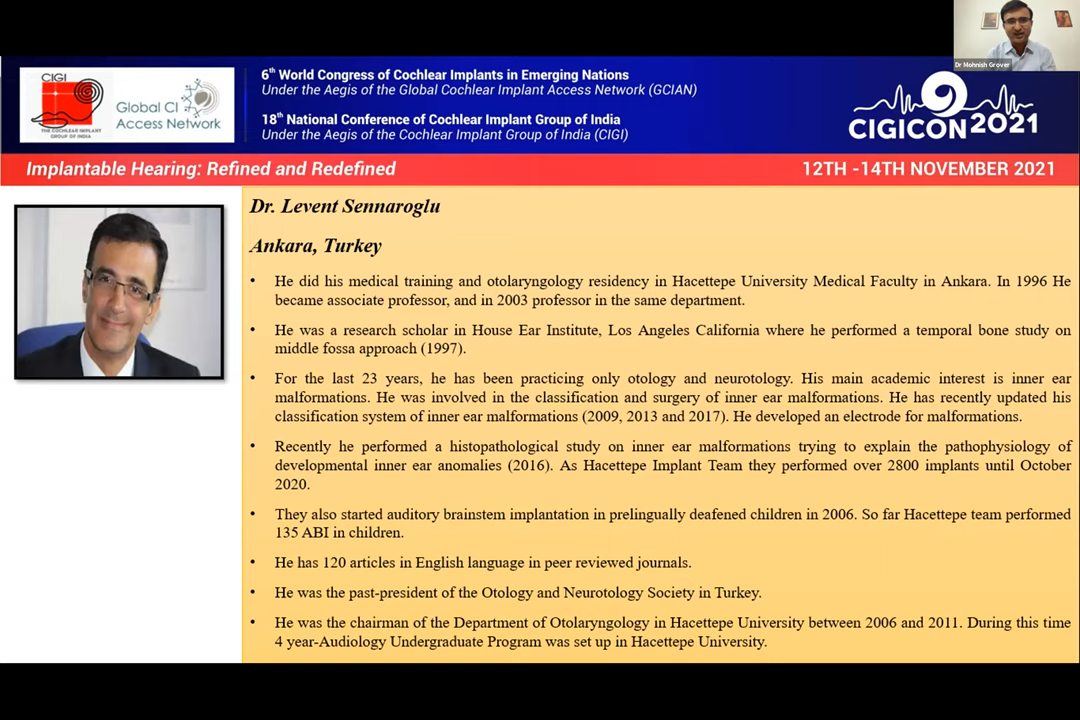 Dr Mohnish Grover
CIGI
THE COCHLEAR IMPLANT
GROUP OF INDIA
Global CI
Access Network
6th World Congress of Cochlear Implants in Emerging Nations
Under the Aegis of the Global Cochlear Implant Access Network (GCIAN)
18th National Conference of Cochlear Implant Group of India
Under the Aegis of the Cochlear Implant Group of India (CIGI)
CIGICON 2021
Implantable Hearing: Refined and Redefined
12TH -14TH NOVEMBER 2021
Dr. Levent Sennaroglu
Ankara, Turkey
• He did his medical training and otolaryngology residency in Hacettepe University Medical Faculty in Ankara. In 1996 He
became associate professor, and in 2003 professor in the same department.
• He was a research scholar in House Ear Institute, Los Angeles California where he performed a temporal bone study on
middle fossa approach (1997).
• For the last 23 years, he has been practicing only otology and neurotology. His main academic interest is inner ear
malformations. He was involved in the classification and surgery of inner ear malformations. He has recently updated his
classification system of inner ear malformations (2009, 2013 and 2017). He developed an electrode for malformations.
• Recently he performed a histopathological study on inner ear malformations trying to explain the pathophysiology of
developmental inner ear anomalies (2016). As Hacettepe Implant Team they performed over 2800 implants until October
2020.
• They also started auditory brainstem implantation in prelingually deafened children in 2006. So far Hacettepe team performed
135 ABI in children.
• He has 120 articles in English language in peer reviewed journals.
• He was the past-president of the Otology and Neurotology Society in Turkey.
• He was the chairman of the Department of Otolaryngology in Hacettepe University between 2006 and 2011. During this time
4 year-Audiology Undergraduate Program was set up in Hacettepe University.